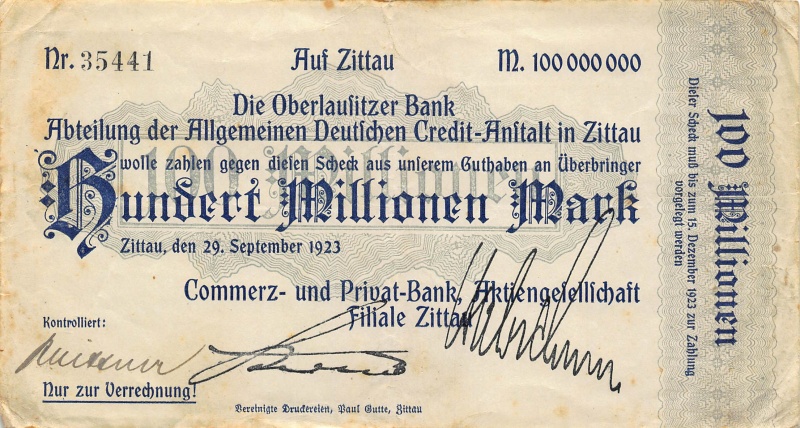 Nr. 35441 Auf Zittau M. 100 000 000
Die Oberlausitzer Bank
Abteilung der Allgemeinen Deutschen Credit-Anstalt in Zittau
wolle zahlen gegen diesen Scheck aus unserem Guthaben an Überbringer
100 Millionen
Hundert Millionen Mark
Zittau, den 29. September 1923
Commerz- und Privat-Bank, Aktiengesellschaft
Filiale Zittau
Kontrolliert:
Nur zur Verrechnung!
Vereinigte Druckereien, Paul Gutte, Zittau
100 Millionen
Dieser Scheck muß bis zum 15. Dezember 1923 zur Zahlung
vorgelegt werden